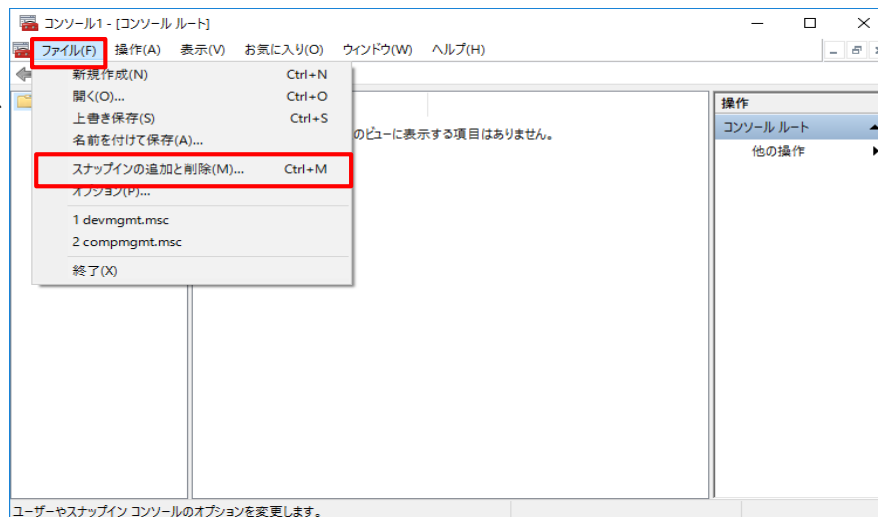 コンソール1 - [コンソール ルート]
ファイル(F) 操作(A) 表示(V) お気に入り(O) ウィンドウ(W) ヘルプ(H)
新規作成(N) Ctrl+N
開く(O)... Ctrl+O
上書き保存(S) Ctrl+S
名前を付けて保存(A)...
スナップインの追加と削除(M)... Ctrl+M
オプション(P)...
1 devmgmt.msc
2 compmgmt.msc
終了(X)
のビューに表示する項目はありません。
操作
コンソール ルート
他の操作
ユーザーやスナップイン コンソールのオプションを変更します。